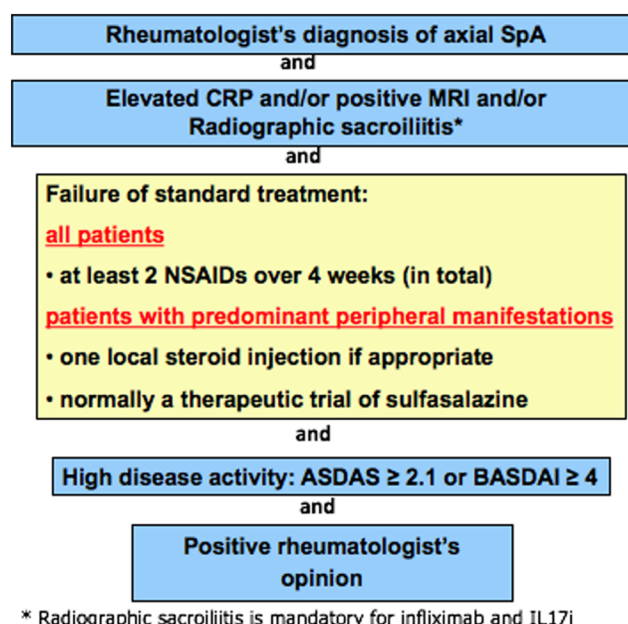 Rheumatologist's diagnosis of axial SpA
and
Elevated CRP and/or positive MRI and/or
Radiographic sacroiliitis*
and
Failure of standard treatment:
all patients
• at least 2 NSAIDs over 4 weeks (in total)
patients with predominant peripheral manifestations
• one local steroid injection if appropriate
• normally a therapeutic trial of sulfasalazine
and
High disease activity: ASDAS ≥ 2.1 or BASDAI ≥ 4
and
Positive rheumatologist's
opinion
* Radiographic sacroiliitis is mandatory for infliximab and IL17i